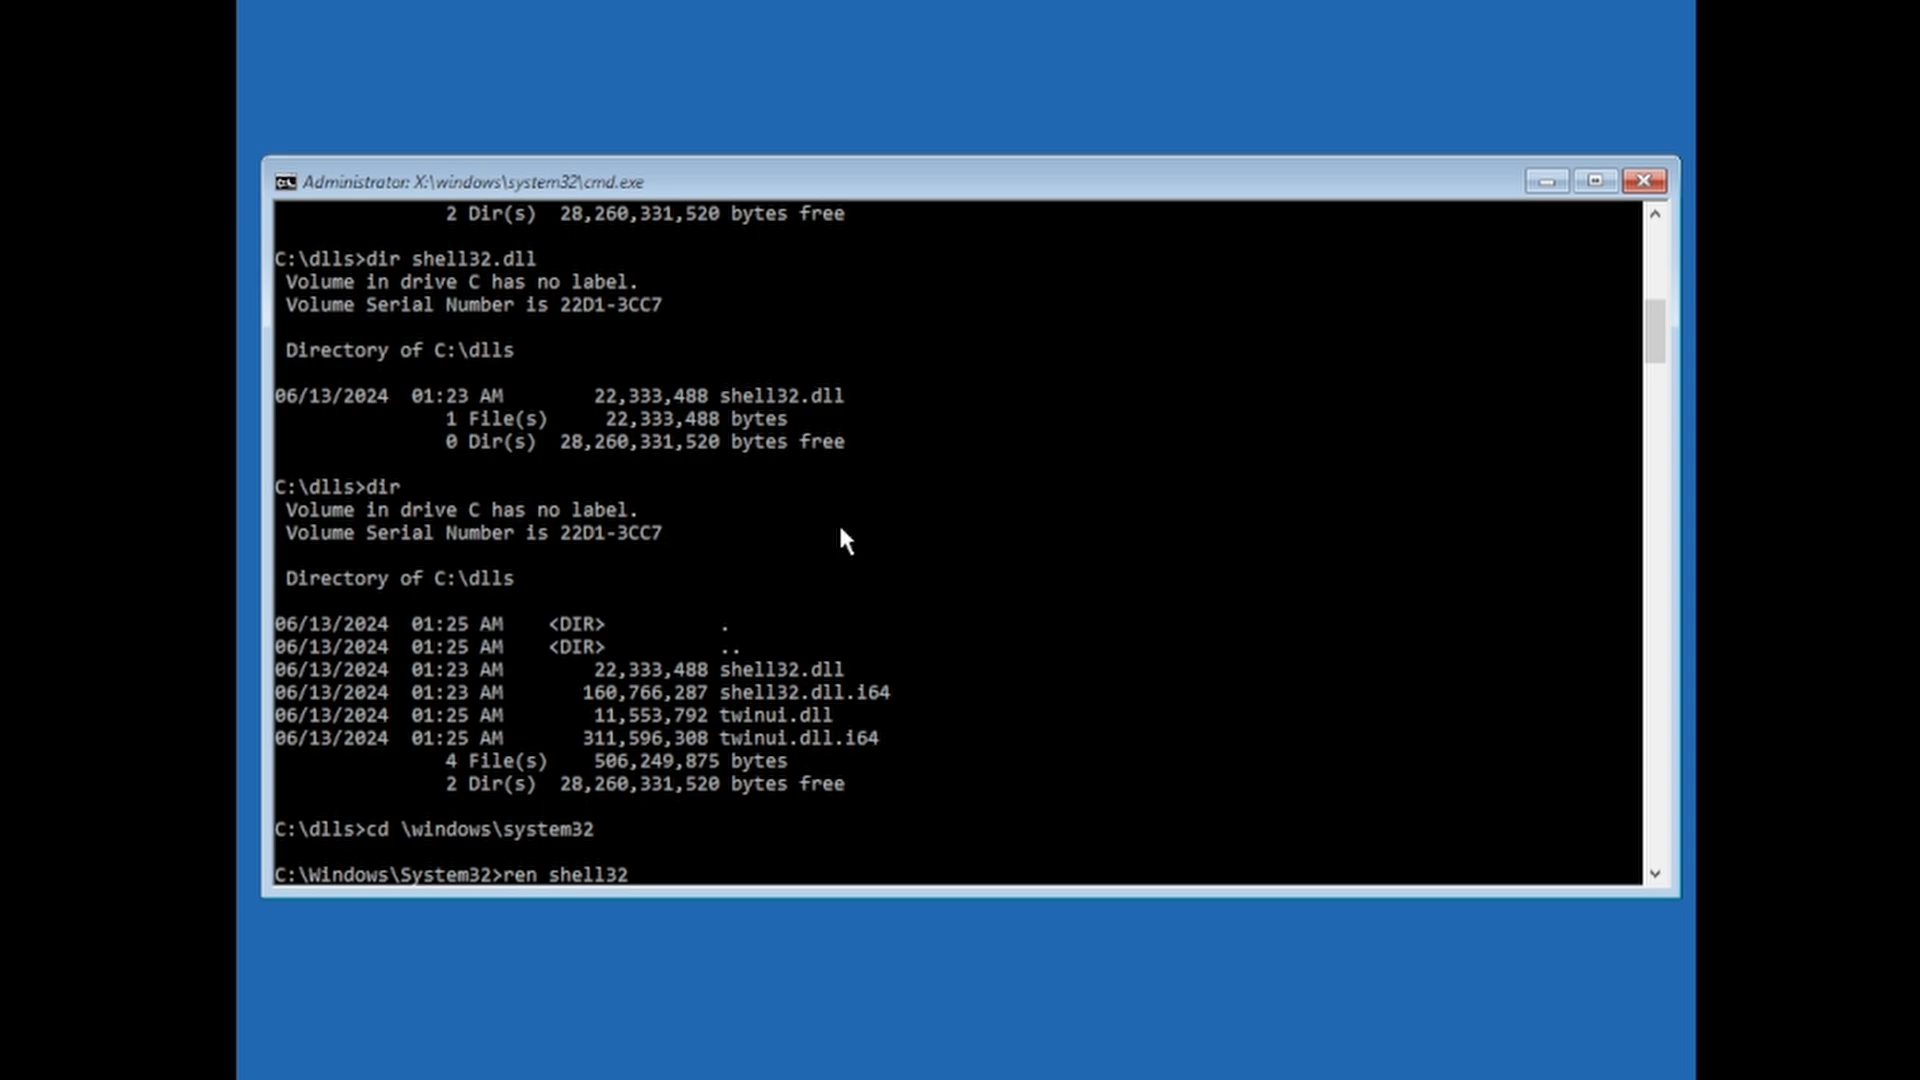 Administrator: X:\windows\system32\cmd.exe
2 Dir(s)  28,260,331,520 bytes free
C:\dlls>dir shell32.dll
Volume in drive C has no label.
Volume Serial Number is 22D1-3CC7
Directory of C:\dlls
06/13/2024  01:23 AM        22,333,488 shell32.dll
1 File(s)     22,333,488 bytes
0 Dir(s)  28,260,331,520 bytes free
C:\dlls>dir
Volume in drive C has no label.
Volume Serial Number is 22D1-3CC7
Directory of C:\dlls
06/13/2024  01:25 AM    <DIR>          .
06/13/2024  01:25 AM    <DIR>          ..
06/13/2024  01:23 AM        22,333,488 shell32.dll
06/13/2024  01:23 AM       160,766,287 shell32.dll.i64
06/13/2024  01:25 AM        11,553,792 twinui.dll
06/13/2024  01:25 AM       311,596,308 twinui.dll.i64
4 File(s)    506,249,875 bytes
2 Dir(s)  28,260,331,520 bytes free
C:\dlls>cd \windows\system32
C:\Windows\System32>ren shell32